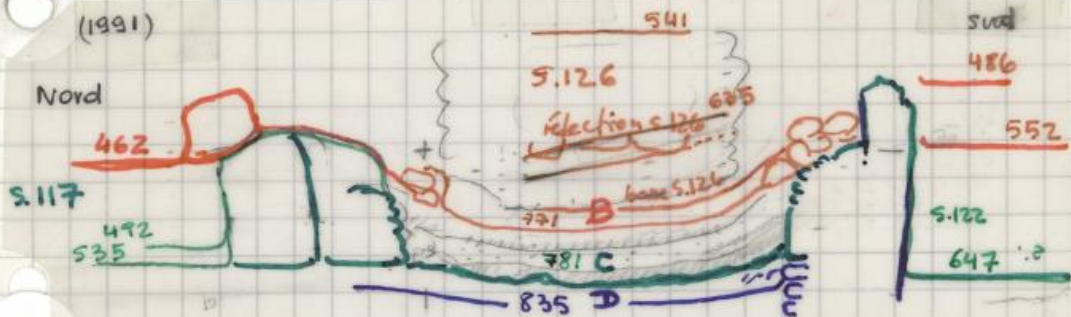 (1991)
541
sud
486
Nord
S.126
635
réfection S.126
462
552
base S.126
S.117
771
B
492
S.122
535
781 C
647
835 D